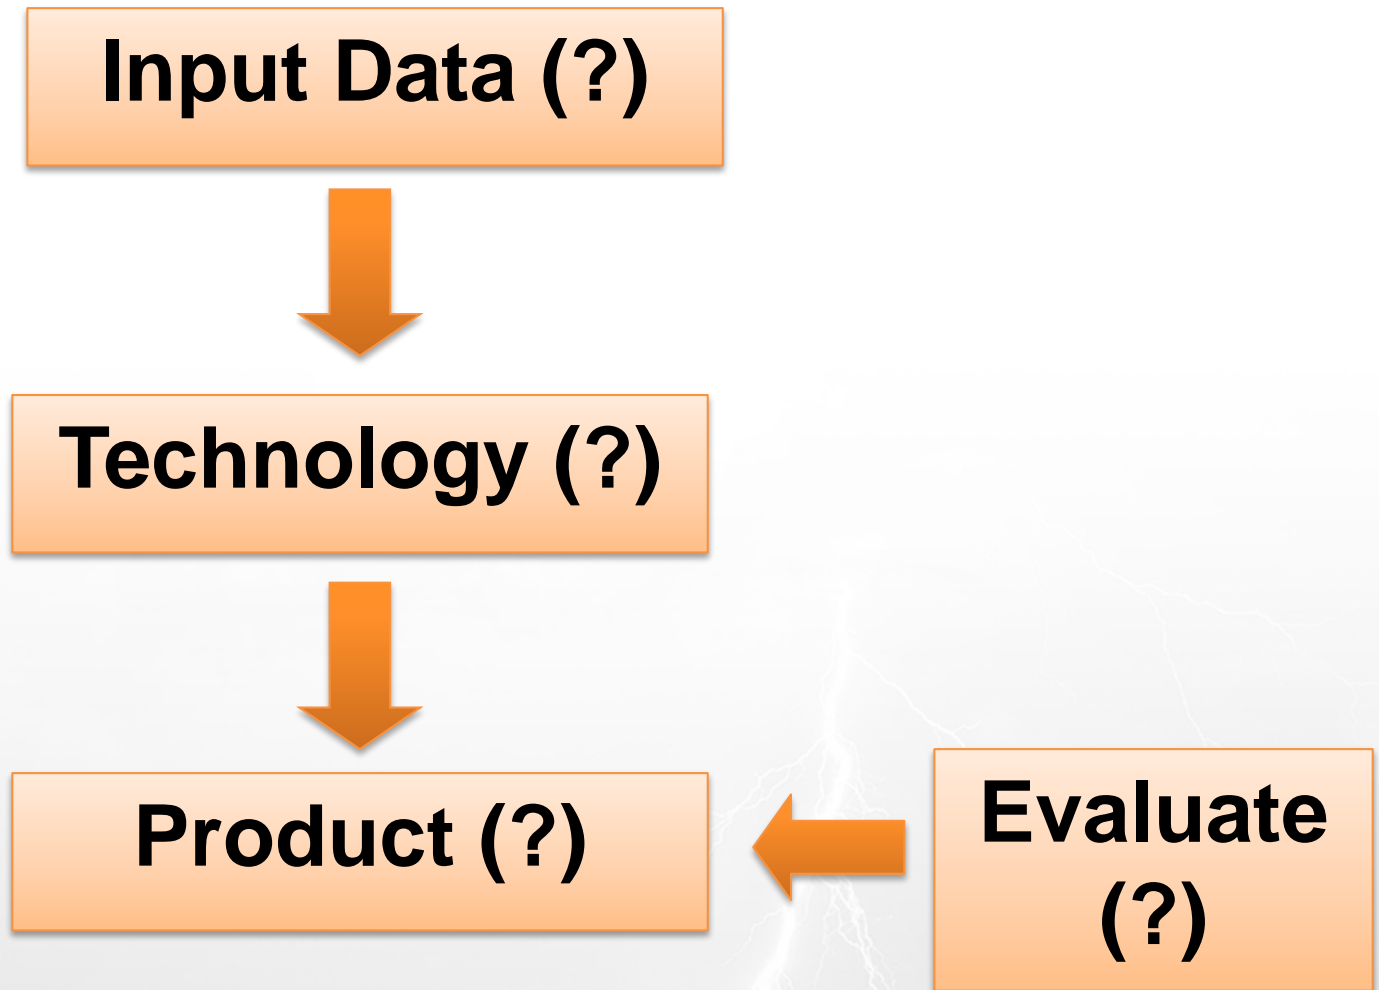 Input Data (?)
Technology (?)
Product (?)
Evaluate
(?)